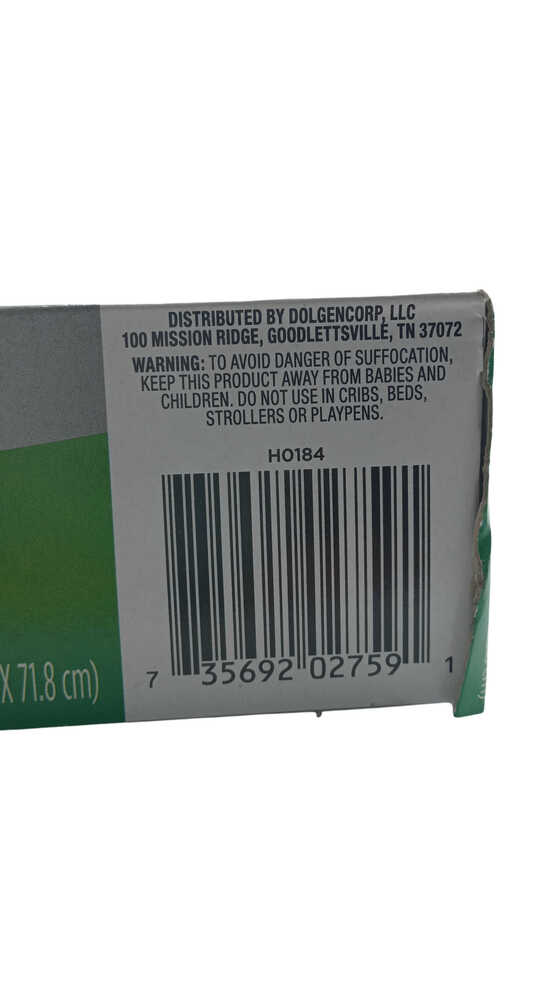 DISTRIBUTED BY DOLGENCORP, LLC
100 MISSION RIDGE, GOODLETTSVILLE, TN 37072
WARNING: TO AVOID DANGER OF SUFFOCATION,
KEEP THIS PRODUCT AWAY FROM BABIES AND
CHILDREN. DO NOT USE IN CRIBS, BEDS,
STROLLERS OR PLAYPENS.
HO184
7 35692 02759 1
X 71.8 cm)